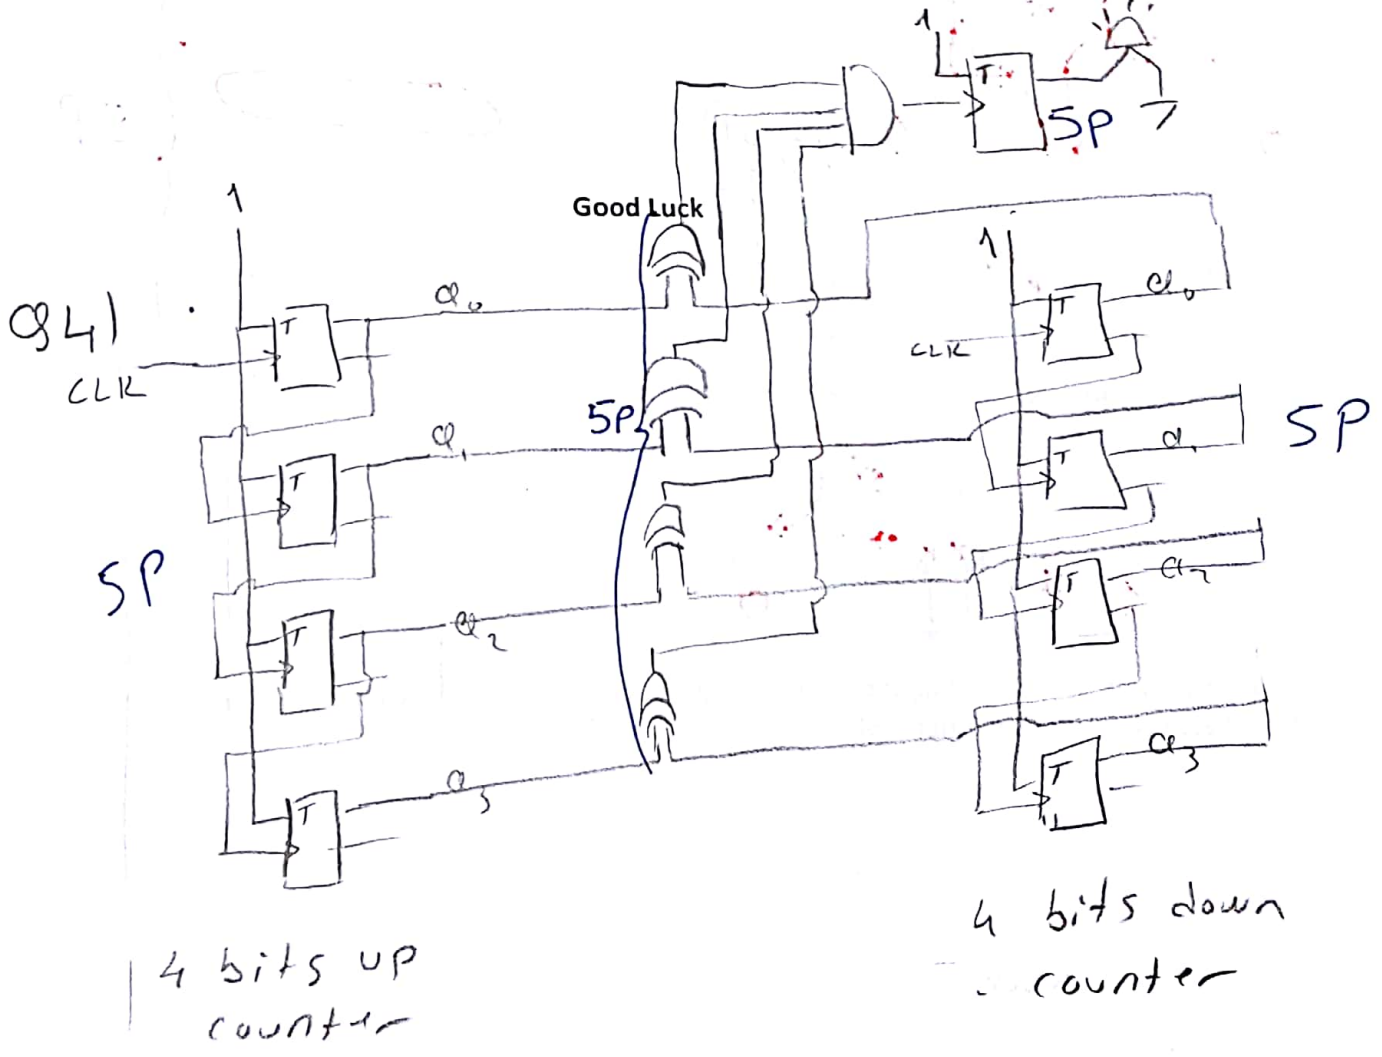 1
T
5P
Good Luck
1
1
Q4)
CLK
T
Q0
T
Q0
CLK
5P
5P
T
Q1
T
Q1
5P
T
Q2
T
Q2
T
Q3
T
Q3
4 bits up
counter
4 bits down
counter